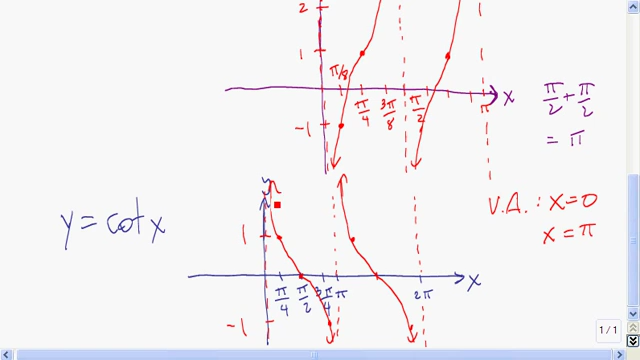 2
1
1
π/8
π/4
3π/8
π/2
π
x
-1
π/2 + π/2
= π
y = cot x
y
1
π/4
π/2
3π/4
π
2π
x
-1
V.A. : x = 0
x = π
1 / 1